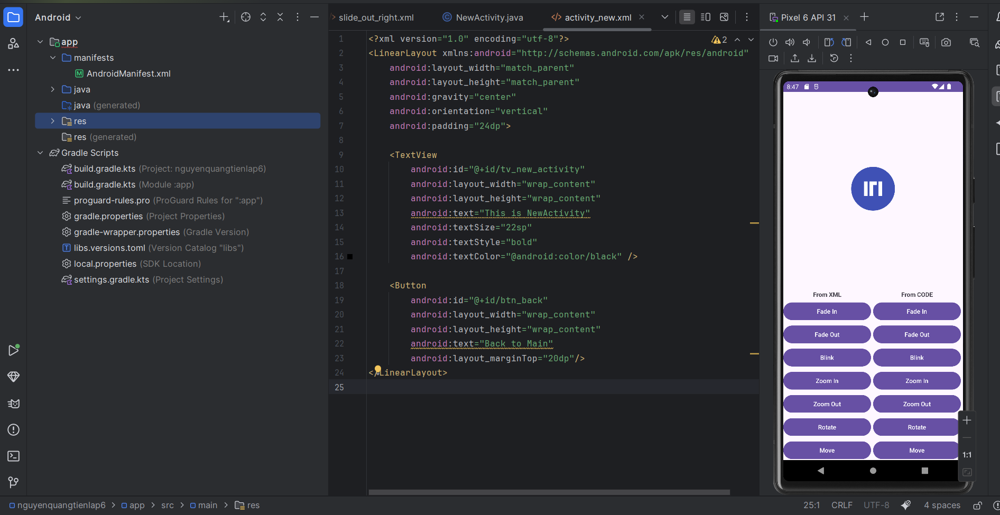 Android
slide_out_right.xml
NewActivity.java
activity_new.xml
Pixel 6 API 31
app
manifests
AndroidManifest.xml
java
java (generated)
res
res (generated)
Gradle Scripts
build.gradle.kts (Project: nguyenquangtienlap6)
build.gradle.kts (Module :app)
proguard-rules.pro (ProGuard Rules for ":app")
gradle.properties (Project Properties)
gradle-wrapper.properties (Gradle Version)
libs.versions.toml (Version Catalog "libs")
local.properties (SDK Location)
settings.gradle.kts (Project Settings)
2
1 <?xml version="1.0" encoding="utf-8"?>
2 <LinearLayout xmlns:android="http://schemas.android.com/apk/res/android"
3 android:layout_width="match_parent"
4 android:layout_height="match_parent"
5 android:gravity="center"
6 android:orientation="vertical"
7 android:padding="24dp">
8
9 <TextView
10 android:id="@+id/tv_new_activity"
11 android:layout_width="wrap_content"
12 android:layout_height="wrap_content"
13 android:text="This is NewActivity"
14 android:textSize="22sp"
15 android:textStyle="bold"
16 android:textColor="@android:color/black" />
17
18 <Button
19 android:id="@+id/btn_back"
20 android:layout_width="wrap_content"
21 android:layout_height="wrap_content"
22 android:text="Back to Main"
23 android:layout_marginTop="20dp"/>
24 </LinearLayout>
25
8:47
From XML From CODE
Fade In Fade In
Fade Out Fade Out
Blink Blink
Zoom In Zoom In
Zoom Out Zoom Out
Rotate Rotate
Move Move
1:1
nguyenquangtienlap6 > app > src > main > res
25:1 CRLF UTF-8 4 spaces